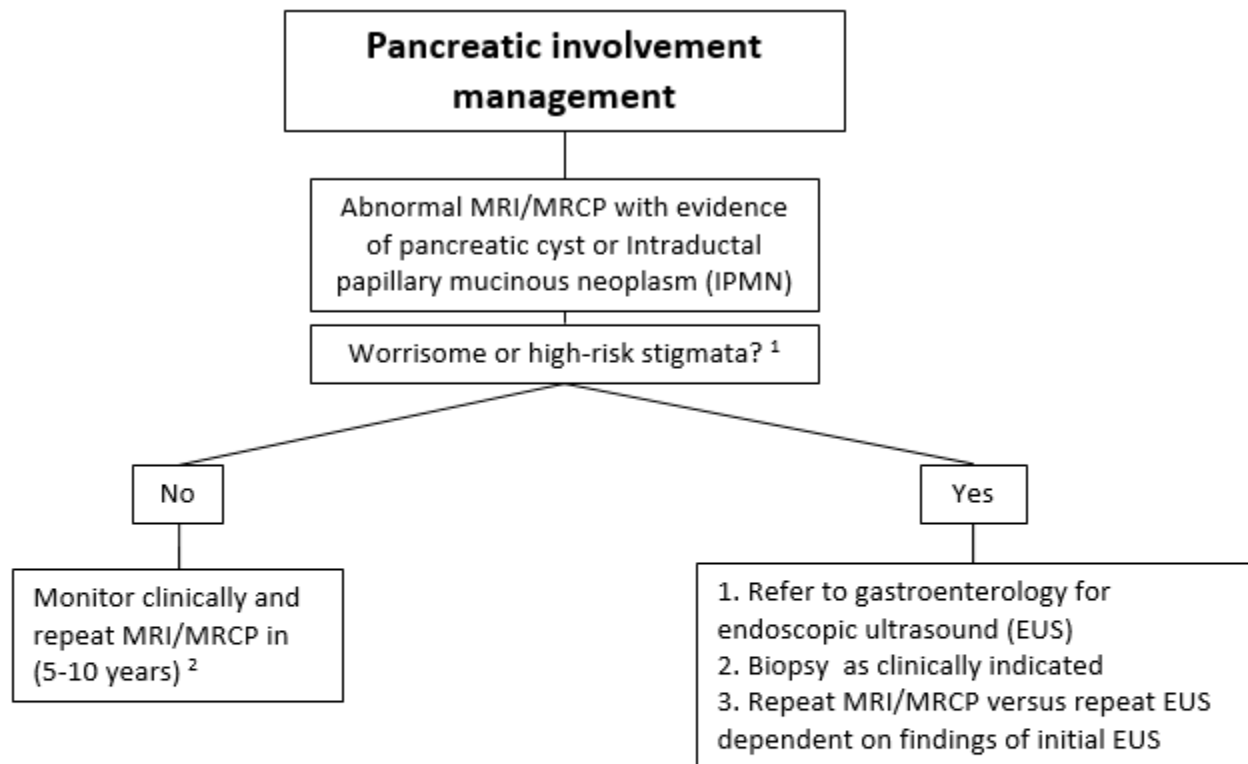 Pancreatic involvement
management
Abnormal MRI/MRCP with evidence
of pancreatic cyst or Intraductal
papillary mucinous neoplasm (IPMN)
Worrisome or high-risk stigmata? ¹
No
Yes
Monitor clinically and
repeat MRI/MRCP in
(5-10 years) ²
1. Refer to gastroenterology for
endoscopic ultrasound (EUS)
2. Biopsy  as clinically indicated
3. Repeat MRI/MRCP versus repeat EUS
dependent on findings of initial EUS